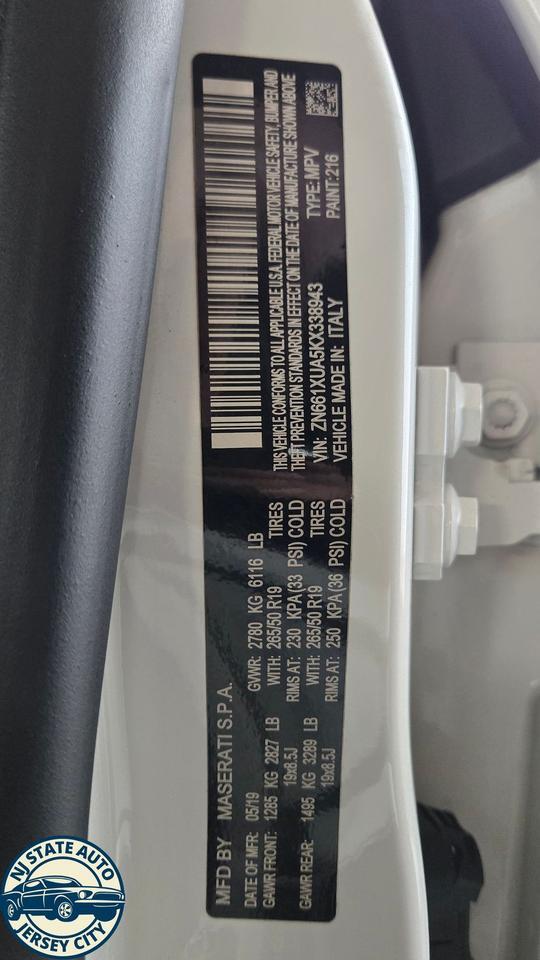 MFD BY MASERATI S.P.A.
DATE OF MFR: 05/19 GVWR: 2780 KG 6116 LB
GAWR FRONT: 1285 KG 2827 LB WITH: 265/50 R19 TIRES
19x8.5J RIMS AT: 230 KPA (33 PSI) COLD
GAWR REAR: 1495 KG 3289 LB WITH: 265/50 R19 TIRES
19x8.5J RIMS AT: 250 KPA (36 PSI) COLD
THIS VEHICLE CONFORMS TO ALL APPLICABLE U.S.A. FEDERAL MOTOR VEHICLE SAFETY, BUMPER, AND
THEFT PREVENTION STANDARDS IN EFFECT ON THE DATE OF MANUFACTURE SHOWN ABOVE
VIN: ZN661XUA5KX338943 TYPE: MPV
VEHICLE MADE IN: ITALY PAINT: 216
NJ STATE AUTO
JERSEY CITY